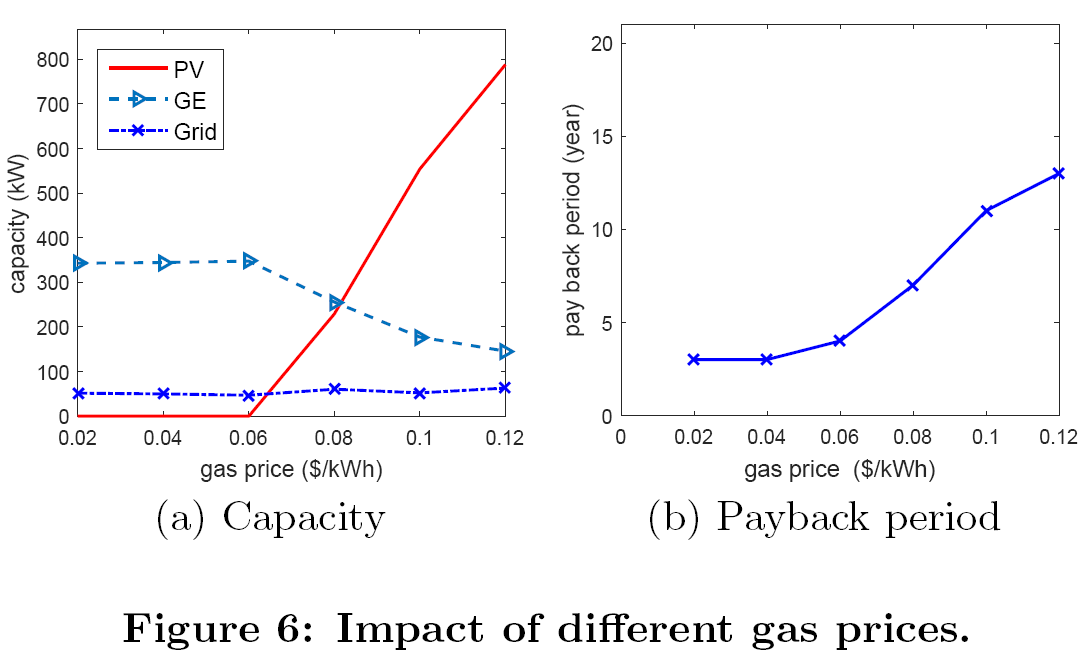 PV
GE
Grid
800
700
600
500
400
300
200
100
0
capacity (kW)
0.02 0.04 0.06 0.08 0.1 0.12
gas price ($/kWh)
(a) Capacity
20
15
10
5
0
pay back period (year)
0 0.02 0.04 0.06 0.08 0.1 0.12
gas price ($/kWh)
(b) Payback period
Figure 6: Impact of different gas prices.